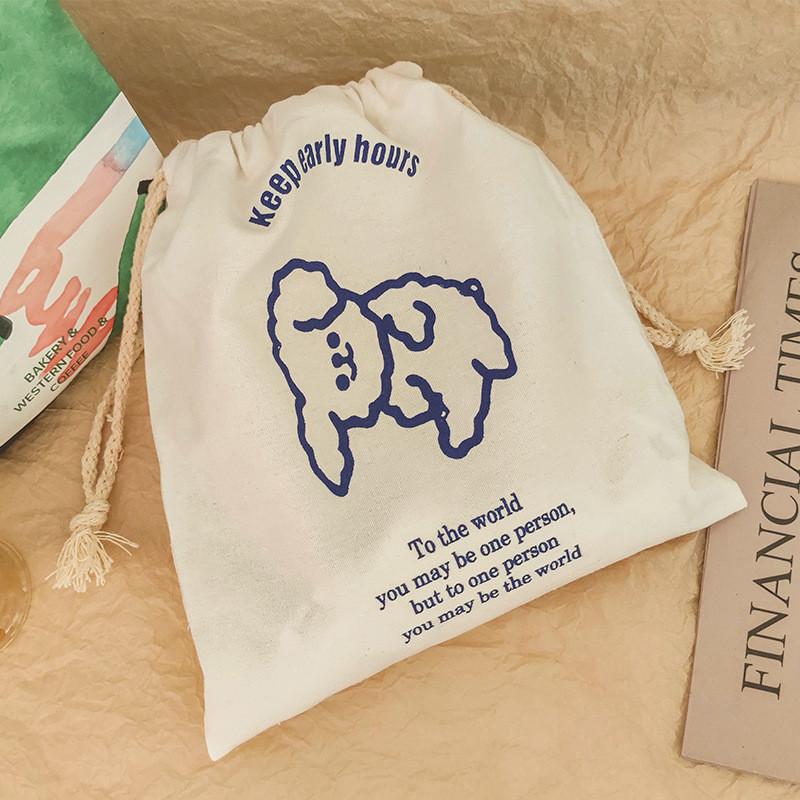 Keep early hours
To the world
you may be one person,
but to one person
you may be the world
BAKERY &
WESTERN FOOD &
COFFEE
FINANCIAL TIMES